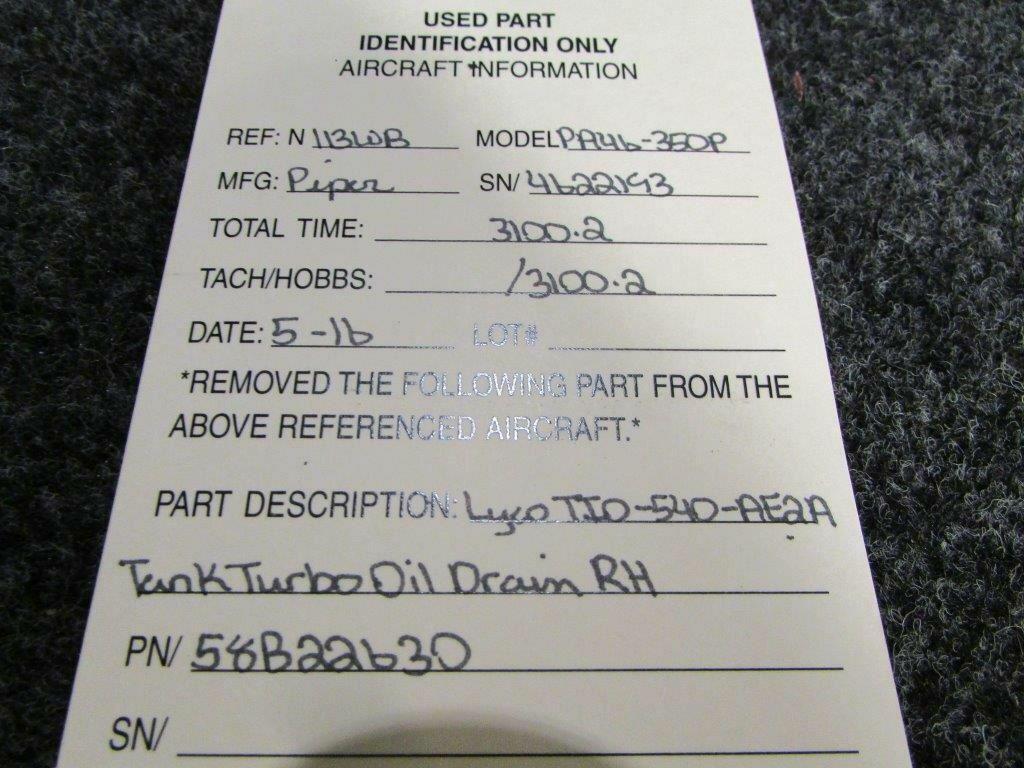 USED PART
IDENTIFICATION ONLY
AIRCRAFT INFORMATION
REF: N 113WB MODEL PA46-350P
MFG: Piper SN/ 4622193
TOTAL TIME: 3100.2
TACH/HOBBS: /3100.2
DATE: 5-16 LOT#
*REMOVED THE FOLLOWING PART FROM THE
ABOVE REFERENCED AIRCRAFT.*
PART DESCRIPTION: Lyco TIO-540-AE2A
Tank Turbo Oil Drain RH
PN/ 58B22630
SN/